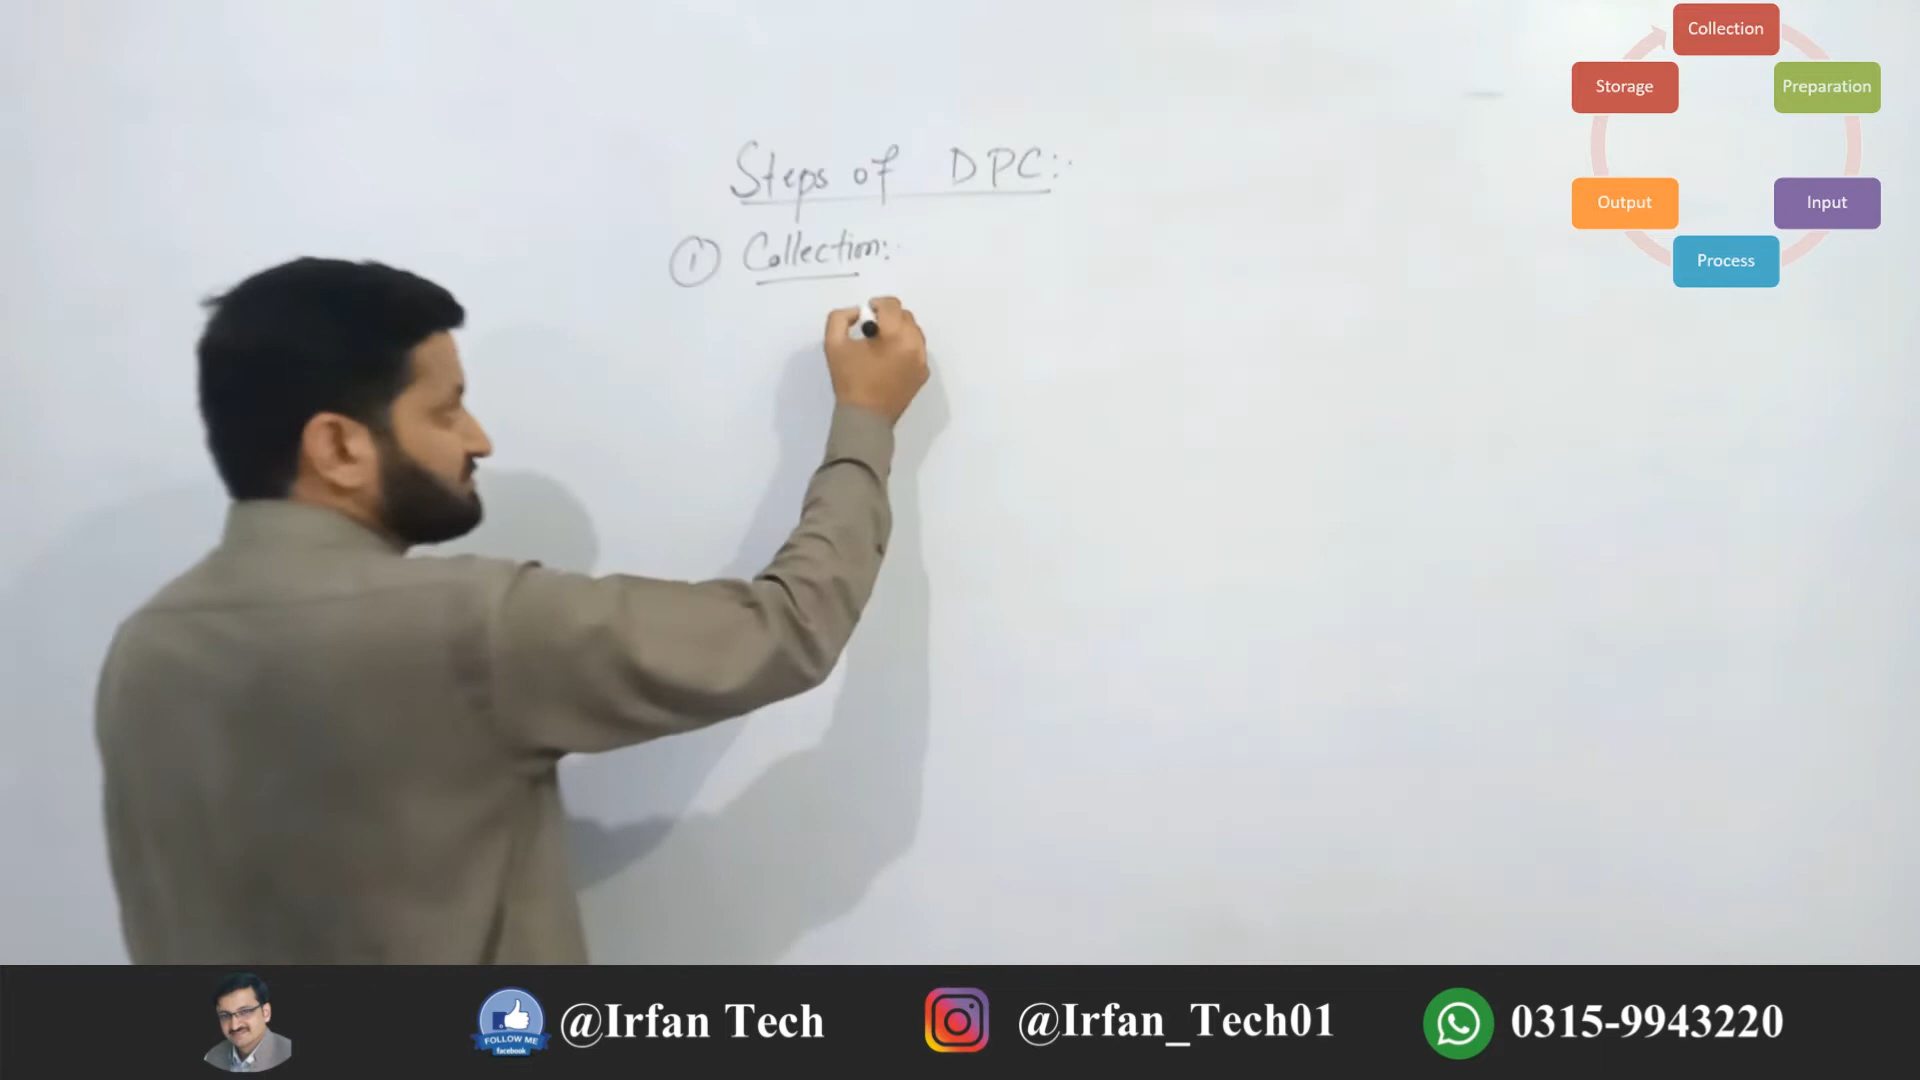 Steps of DPC:-
① Collection:-
Collection
Storage
Preparation
Output
Input
Process
FOLLOW ME
facebook
@Irfan Tech
@Irfan_Tech01
0315-9943220